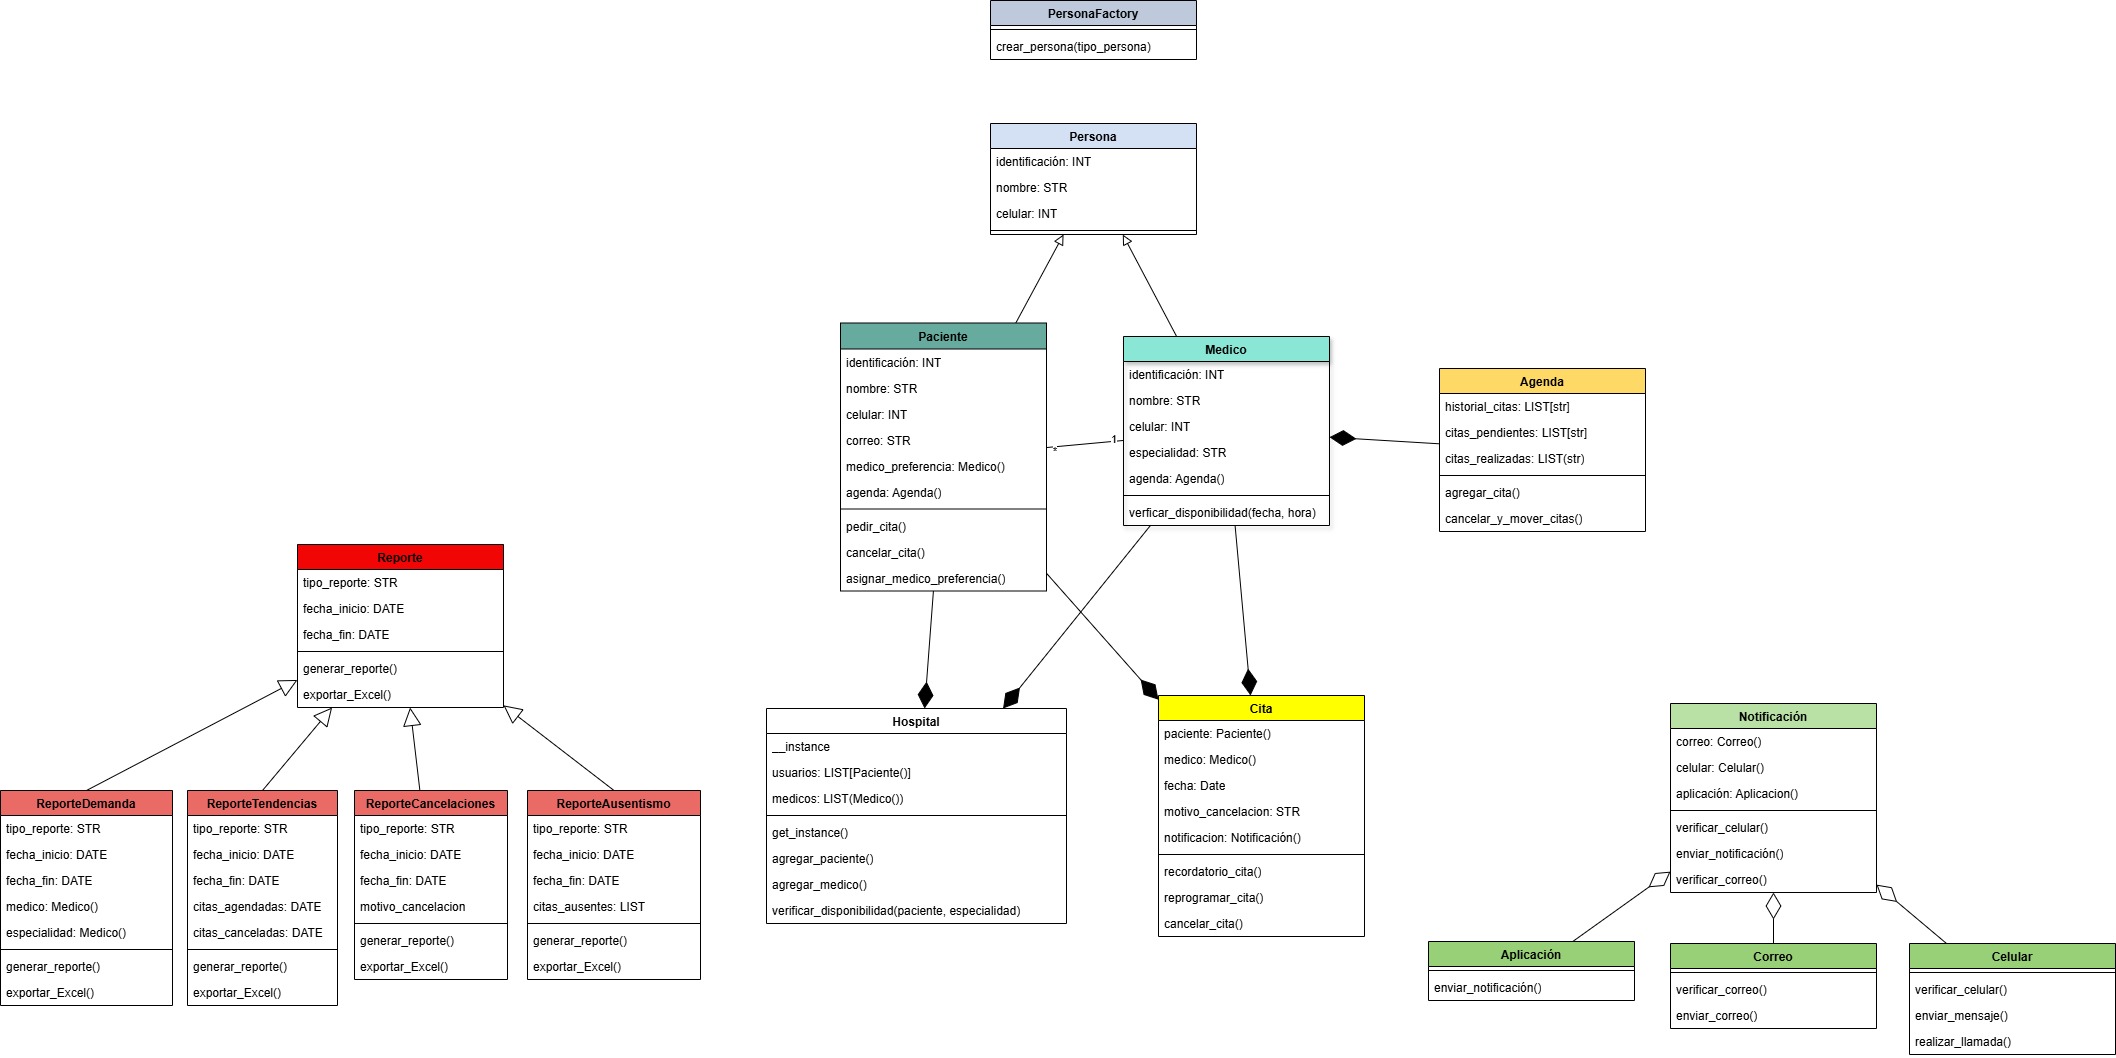 PersonaFactory
crear_persona(tipo_persona)
Persona
identificación: INT
nombre: STR
celular: INT
Paciente
identificación: INT
nombre: STR
celular: INT
correo: STR
medico_preferencia: Medico()
agenda: Agenda()
pedir_cita()
cancelar_cita()
asignar_medico_preferencia()
*
1
Medico
identificación: INT
nombre: STR
celular: INT
especialidad: STR
agenda: Agenda()
verficar_disponibilidad(fecha, hora)
Agenda
historial_citas: LIST[str]
citas_pendientes: LIST[str]
citas_realizadas: LIST(str)
agregar_cita()
cancelar_y_mover_citas()
Reporte
tipo_reporte: STR
fecha_inicio: DATE
fecha_fin: DATE
generar_reporte()
exportar_Excel()
ReporteDemanda
tipo_reporte: STR
fecha_inicio: DATE
fecha_fin: DATE
medico: Medico()
especialidad: Medico()
generar_reporte()
exportar_Excel()
ReporteTendencias
tipo_reporte: STR
fecha_inicio: DATE
fecha_fin: DATE
citas_agendadas: DATE
citas_canceladas: DATE
generar_reporte()
exportar_Excel()
ReporteCancelaciones
tipo_reporte: STR
fecha_inicio: DATE
fecha_fin: DATE
motivo_cancelacion
generar_reporte()
exportar_Excel()
ReporteAusentismo
tipo_reporte: STR
fecha_inicio: DATE
fecha_fin: DATE
citas_ausentes: LIST
generar_reporte()
exportar_Excel()
Hospital
__instance
usuarios: LIST[Paciente()]
medicos: LIST(Medico())
get_instance()
agregar_paciente()
agregar_medico()
verificar_disponibilidad(paciente, especialidad)
Cita
paciente: Paciente()
medico: Medico()
fecha: Date
motivo_cancelacion: STR
notificacion: Notificación()
recordatorio_cita()
reprogramar_cita()
cancelar_cita()
Notificación
correo: Correo()
celular: Celular()
aplicación: Aplicacion()
verificar_celular()
enviar_notificación()
verificar_correo()
Aplicación
enviar_notificación()
Correo
verificar_correo()
enviar_correo()
Celular
verificar_celular()
enviar_mensaje()
realizar_llamada()